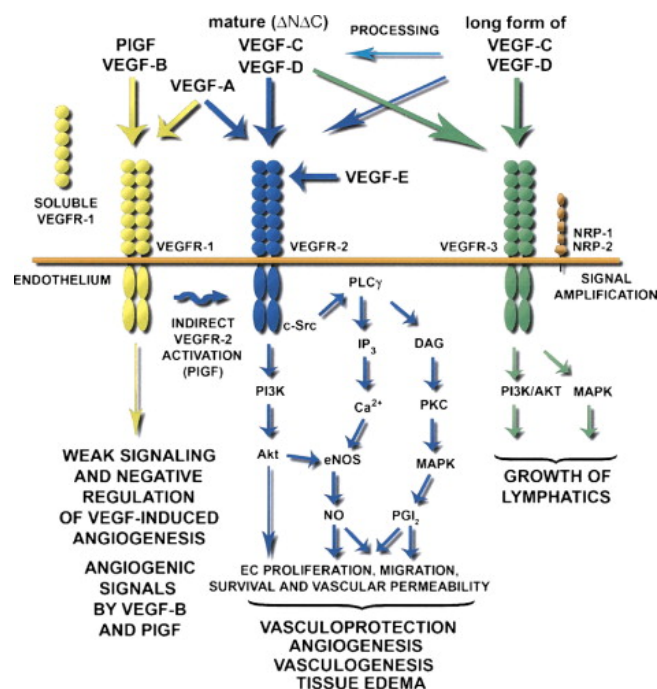 mature (ΔNΔC)
VEGF-C
VEGF-D
PROCESSING
long form of
VEGF-C
VEGF-D
PlGF
VEGF-B
VEGF-A
VEGF-E
SOLUBLE
VEGFR-1
VEGFR-1
VEGFR-2
VEGFR-3
NRP-1
NRP-2
ENDOTHELIUM
SIGNAL
AMPLIFICATION
INDIRECT
VEGFR-2
ACTIVATION
(PlGF)
c-Src
PLCγ
IP3
DAG
PI3K
Ca2+
PKC
Akt
eNOS
MAPK
NO
PGI2
PI3K/AKT
MAPK
GROWTH OF
LYMPHATICS
WEAK SIGNALING
AND NEGATIVE
REGULATION
OF VEGF-INDUCED
ANGIOGENESIS
ANGIOGENIC
SIGNALS
BY VEGF-B
AND PlGF
EC PROLIFERATION, MIGRATION,
SURVIVAL AND VASCULAR PERMEABILITY
VASCULOPROTECTION
ANGIOGENESIS
VASCULOGENESIS
TISSUE EDEMA